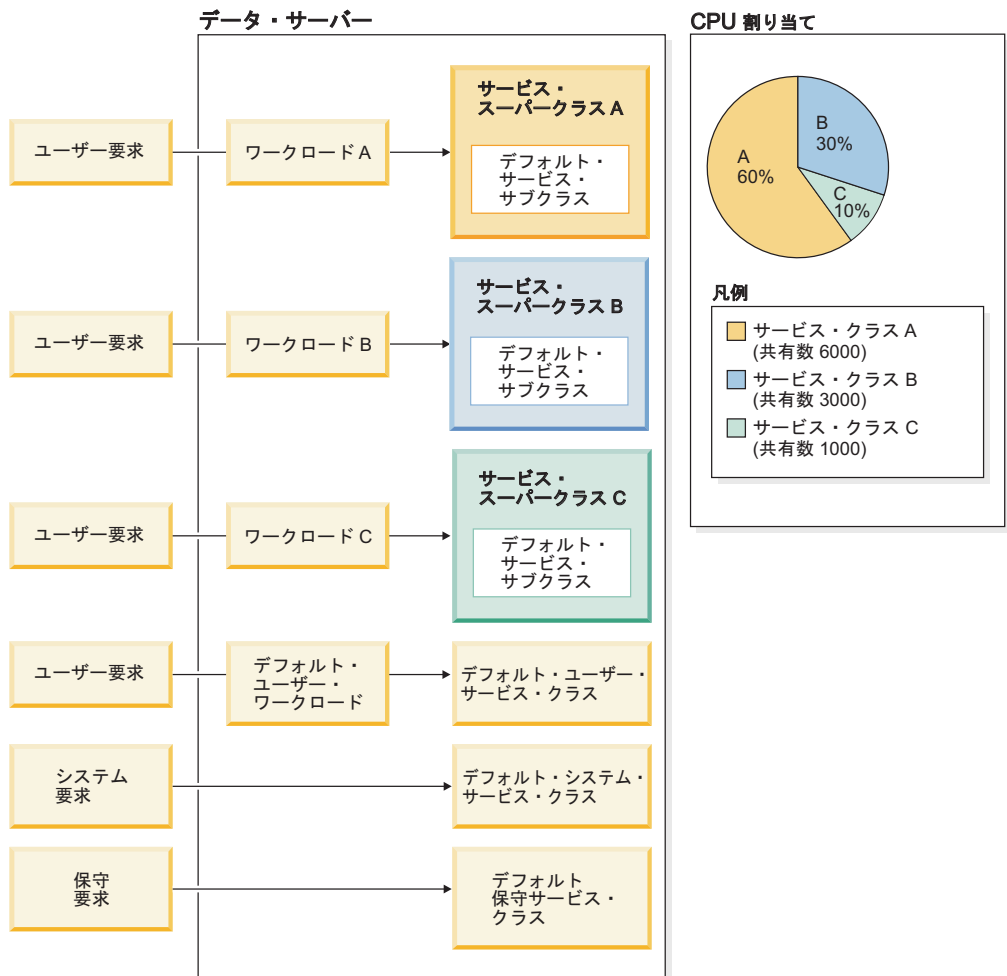 データ・サーバー
ユーザー要求
ワークロード A
サービス・
スーパークラス A
デフォルト・
サービス・
サブクラス
ユーザー要求
ワークロード B
サービス・
スーパークラス B
デフォルト・
サービス・
サブクラス
ユーザー要求
ワークロード C
サービス・
スーパークラス C
デフォルト・
サービス・
サブクラス
ユーザー要求
デフォルト・
ユーザー・
ワークロード
デフォルト・ユーザー・
サービス・クラス
システム
要求
デフォルト・システム・
サービス・クラス
保守
要求
デフォルト
保守サービス・
クラス
CPU 割り当て
A
60%
B
30%
C
10%
凡例
サービス・クラス A
(共有数 6000)
サービス・クラス B
(共有数 3000)
サービス・クラス C
(共有数 1000)